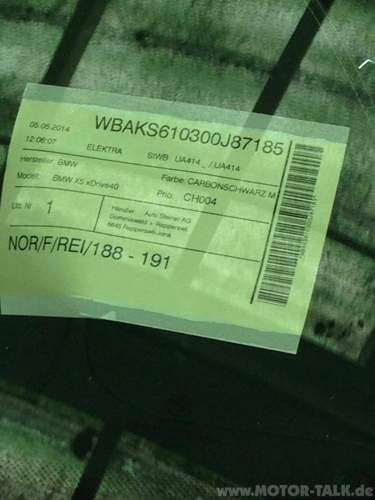 WBAKS610300J87185
05.05.2014
12:06:07 ELEKTRA SIWB UA414 _ / UA414
Hersteller: BMW Farbe: CARBONSCHWARZ M
Modell: BMW X5 xDrive40 Prio: CH004
Lfd. Nr 1 Händler Auto Steiner AG
6645
NOR/F/REI/188 - 191
www.MOTOR-TALK.de